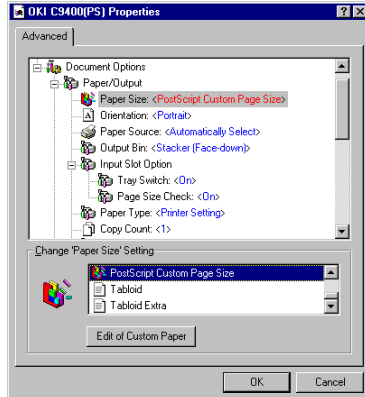 OKI C9400(PS) Properties
Advanced
Document Options
Paper/Output
Paper Size: <PostScript Custom Page Size>
Orientation: <Portrait>
Paper Source: <Automatically Select>
Output Bin: <Stacker (Face-down)>
Input Slot Option
Tray Switch: <On>
Page Size Check: <On>
Paper Type: <Printer Setting>
Copy Count: <1>
Change 'Paper Size' Setting
PostScript Custom Page Size
Tabloid
Tabloid Extra
Edit of Custom Paper
OK
Cancel